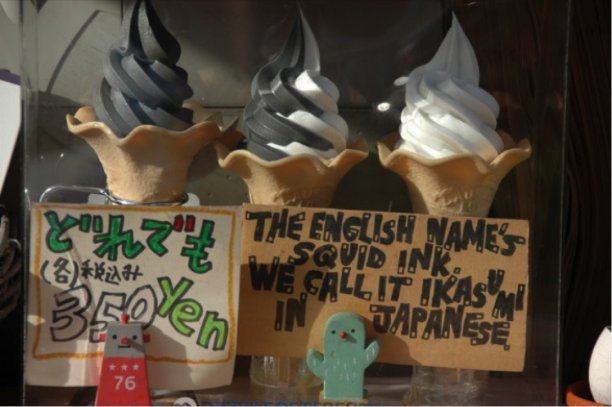 どれでも
(各)税込み
350yen
THE ENGLISH NAME'S
SQUID INK.
WE CALL IT IKASUMI
IN JAPANESE
76